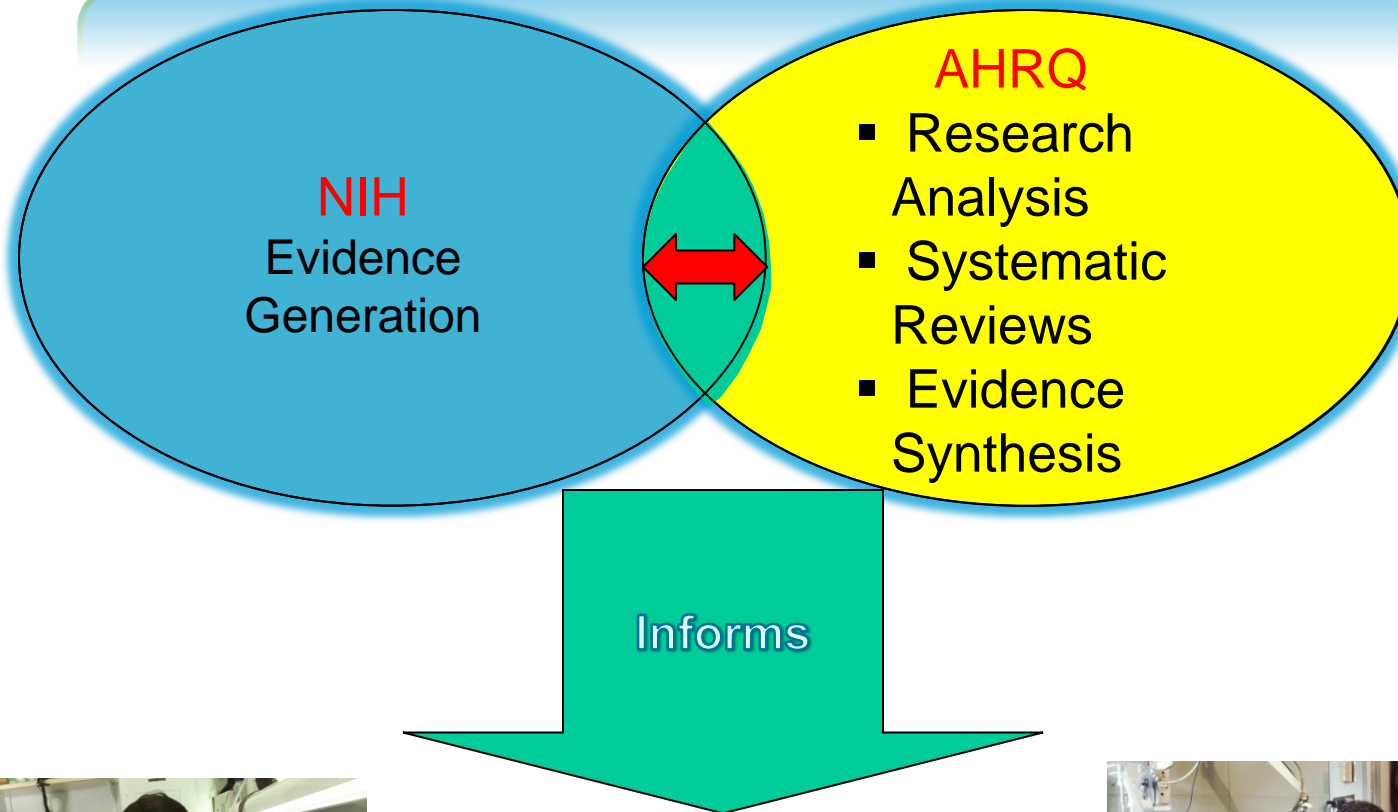 NIH
Evidence
Generation
AHRQ
▪ Research
Analysis
▪ Systematic
Reviews
▪ Evidence
Synthesis
Informs